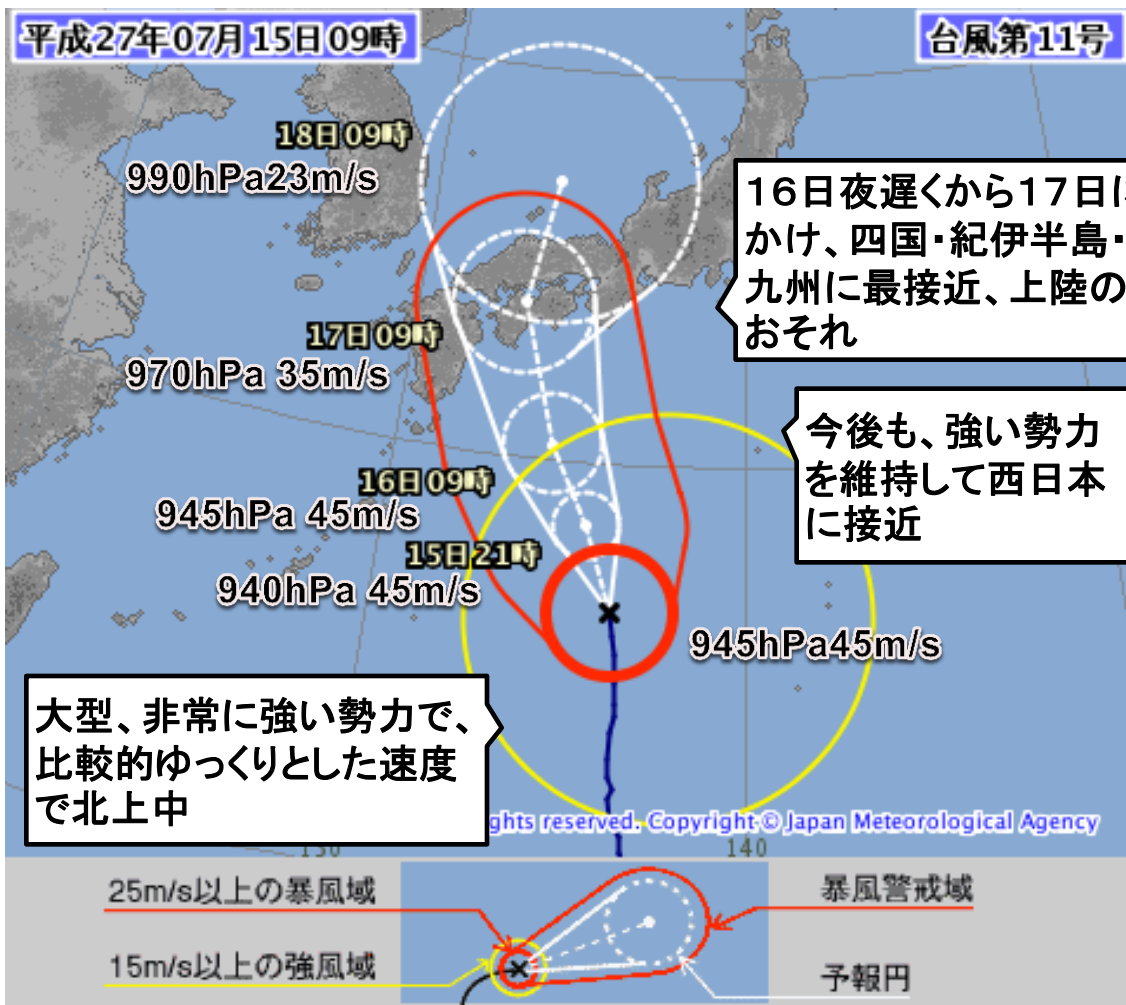 平成27年07月15日09時
台風第11号
18日09時
990hPa23m/s
16日夜遅くから17日に
かけ、四国・紀伊半島・
九州に最接近、上陸の
おそれ
17日09時
970hPa 35m/s
今後も、強い勢力
を維持して西日本
に接近
16日09時
945hPa 45m/s
15日21時
940hPa 45m/s
945hPa45m/s
大型、非常に強い勢力で、
比較的ゆっくりとした速度
で北上中
ghts reserved. Copyright © Japan Meteorological Agency
130
140
25m/s以上の暴風域
暴風警戒域
15m/s以上の強風域
予報円